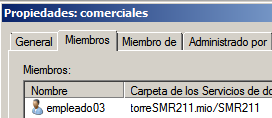 Propiedades: comerciales
General Miembros Miembro de Administrado por
Miembros:
Nombre Carpeta de los Servicios de do
empleado03 torreSMR211.mio/SMR211